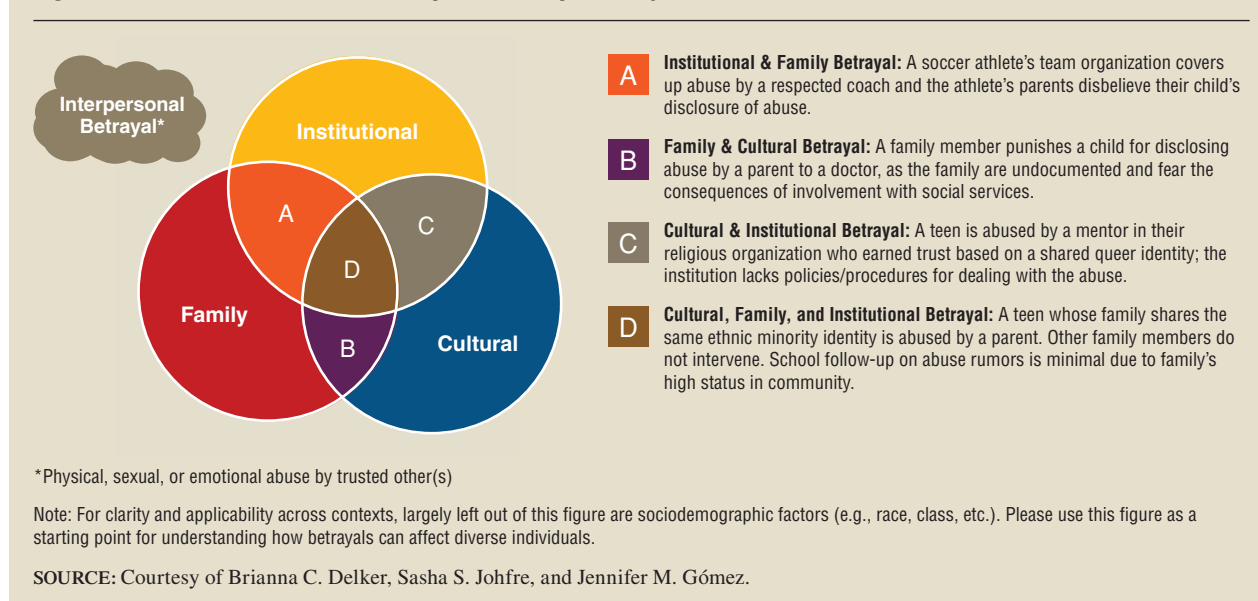 Interpersonal
Betrayal*
Institutional
A
C
D
Family
B
Cultural
A
Institutional & Family Betrayal: A soccer athlete’s team organization covers
up abuse by a respected coach and the athlete’s parents disbelieve their child’s
disclosure of abuse.
B
Family & Cultural Betrayal: A family member punishes a child for disclosing
abuse by a parent to a doctor, as the family are undocumented and fear the
consequences of involvement with social services.
C
Cultural & Institutional Betrayal: A teen is abused by a mentor in their
religious organization who earned trust based on a shared queer identity; the
institution lacks policies/procedures for dealing with the abuse.
D
Cultural, Family, and Institutional Betrayal: A teen whose family shares the
same ethnic minority identity is abused by a parent. Other family members do
not intervene. School follow-up on abuse rumors is minimal due to family’s
high status in community.
*Physical, sexual, or emotional abuse by trusted other(s)
Note: For clarity and applicability across contexts, largely left out of this figure are sociodemographic factors (e.g., race, class, etc.). Please use this figure as a
starting point for understanding how betrayals can affect diverse individuals.
SOURCE: Courtesy of Brianna C. Delker, Sasha S. Johfre, and Jennifer M. Gómez.